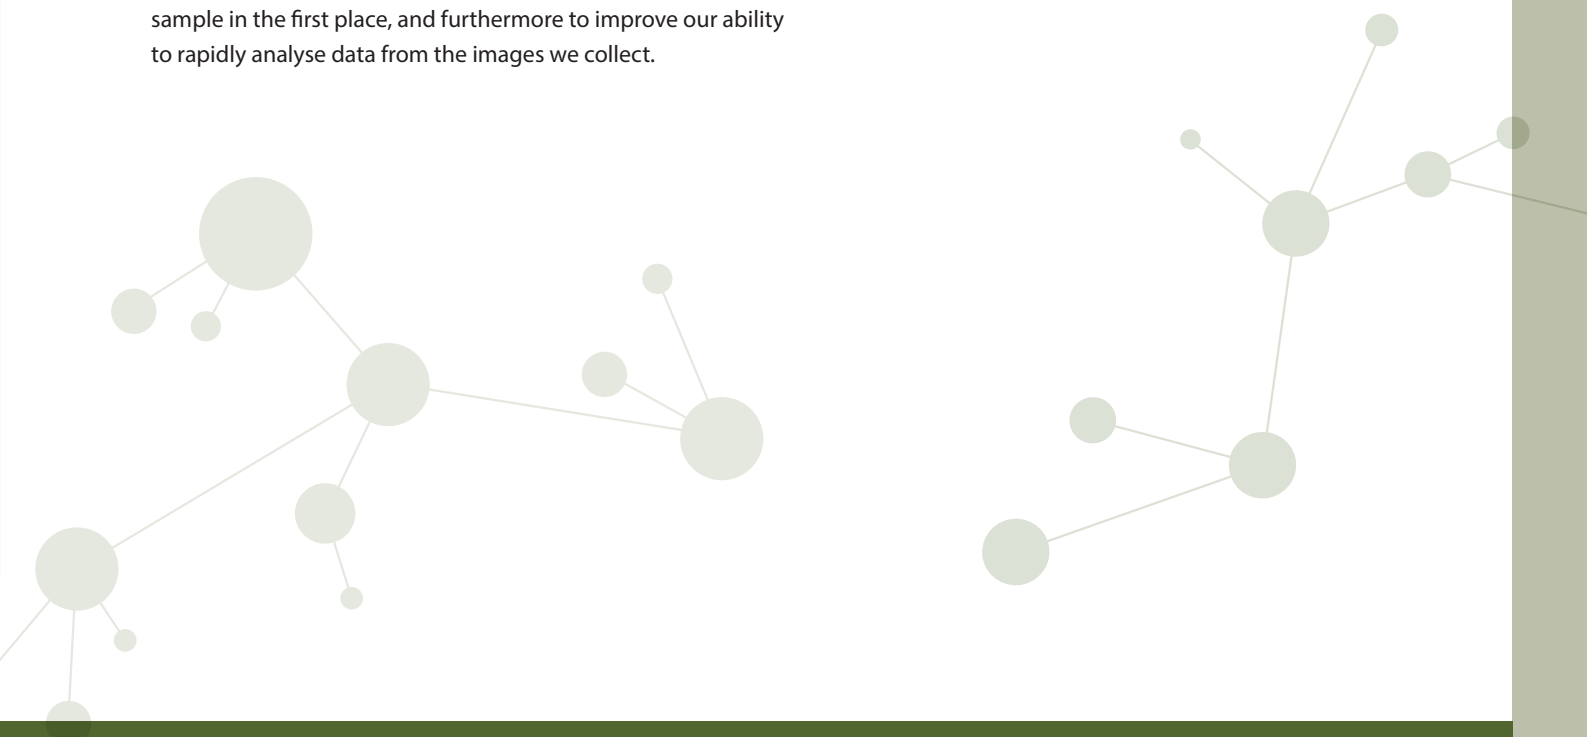 sample in the first place, and furthermore to improve our ability
to rapidly analyse data from the images we collect.